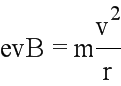 evB = m v²/r